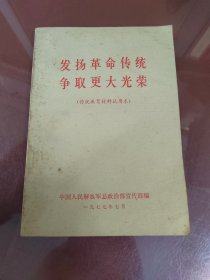 发扬革命传统
争取更大光荣
(传统教育材料试用本)
中国人民解放军总政治部宣传部编
一九七七年七月